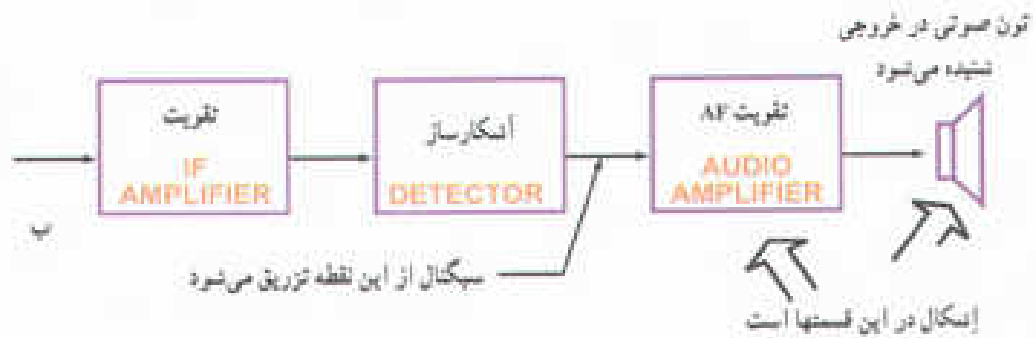 تون صوتی در خروجی
شنیده می‌شود
تقویت
IF
AMPLIFIER
آشکارساز
DETECTOR
تقویت AF
AUDIO
AMPLIFIER
ب
سیگنال از این نقطه تزریق می‌شود
إشکال در این قسمتها است